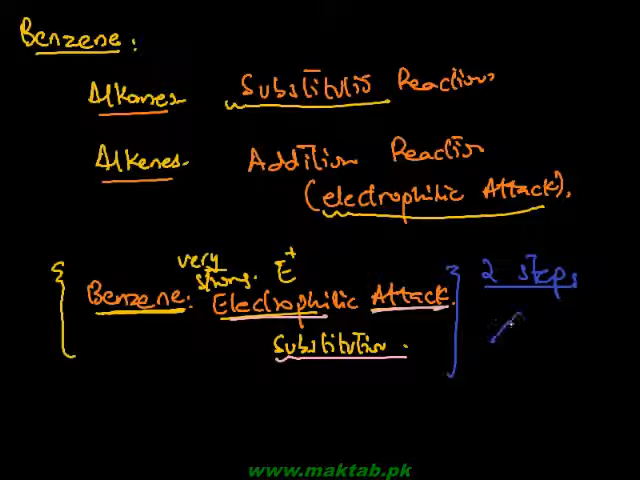 Benzene:
Alkanes Substitution Reactions
Alkenes Addition Reaction
(electrophilic Attack).
very
strong. E+
Benzene: Electrophilic Attack. 2 steps
Substitution.
www.maktab.pk